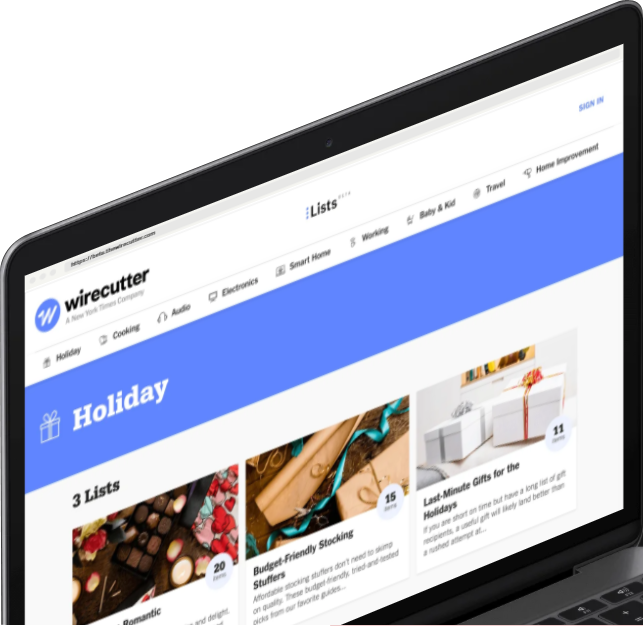 https://beta.thewirecutter.com
SIGN IN
Lists BETA
wirecutter
A New York Times Company
Holiday
Cooking
Audio
Electronics
Smart Home
Working
Baby & Kid
Travel
Home Improvement
Holiday
3 Lists
20
items
Romantic
and delight.
15
items
Budget-Friendly Stocking
Stuffers
Affordable stocking stuffers don't need to skimp
on quality. These budget-friendly, tried-and-tested
picks from our favorite guides...
11
items
Last-Minute Gifts for the
Holidays
If you are short on time but have a long list of gift
recipients, a useful gift will likely land better than
a rushed attempt at...